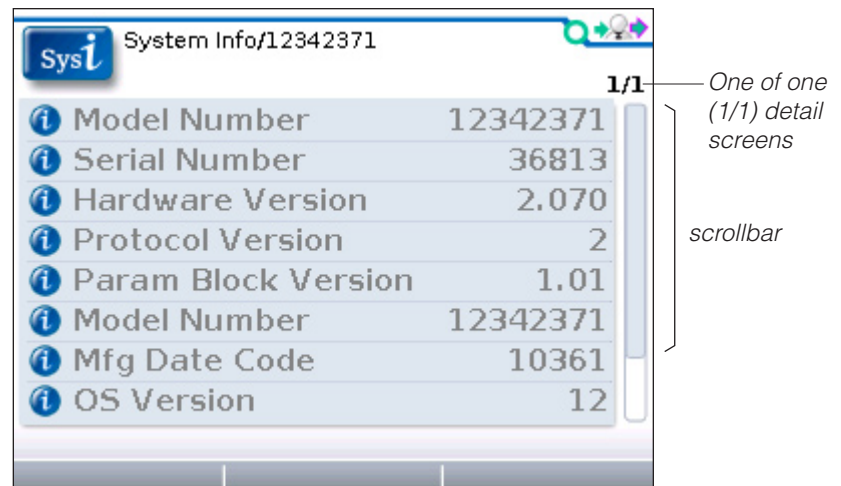 Sysi
System Info/12342371
1/1
One of one
(1/1) detail
screens
Model Number 12342371
Serial Number 36813
Hardware Version 2.070
scrollbar
Protocol Version 2
Param Block Version 1.01
Model Number 12342371
Mfg Date Code 10361
OS Version 12